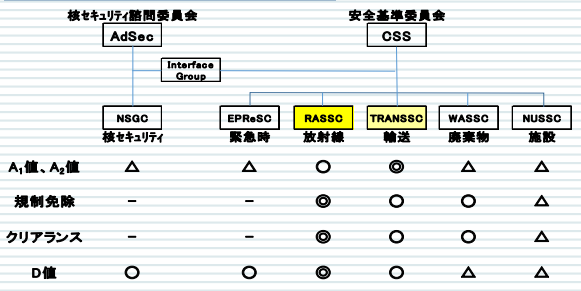 核セキュリティ諮問委員会 安全基準委員会
AdSec CSS
Interface
Group
NSGC EPReSC RASSC TRANSSC WASSC NUSSC
核セキュリティ 緊急時 放射線 輸送 廃棄物 施設
A₁値、A₂値 △ △ ○ ◎ △ △
規制免除 － － ◎ ○ ○ △
クリアランス － － ◎ ○ ○ △
D値 ○ ○ ◎ ○ △ △